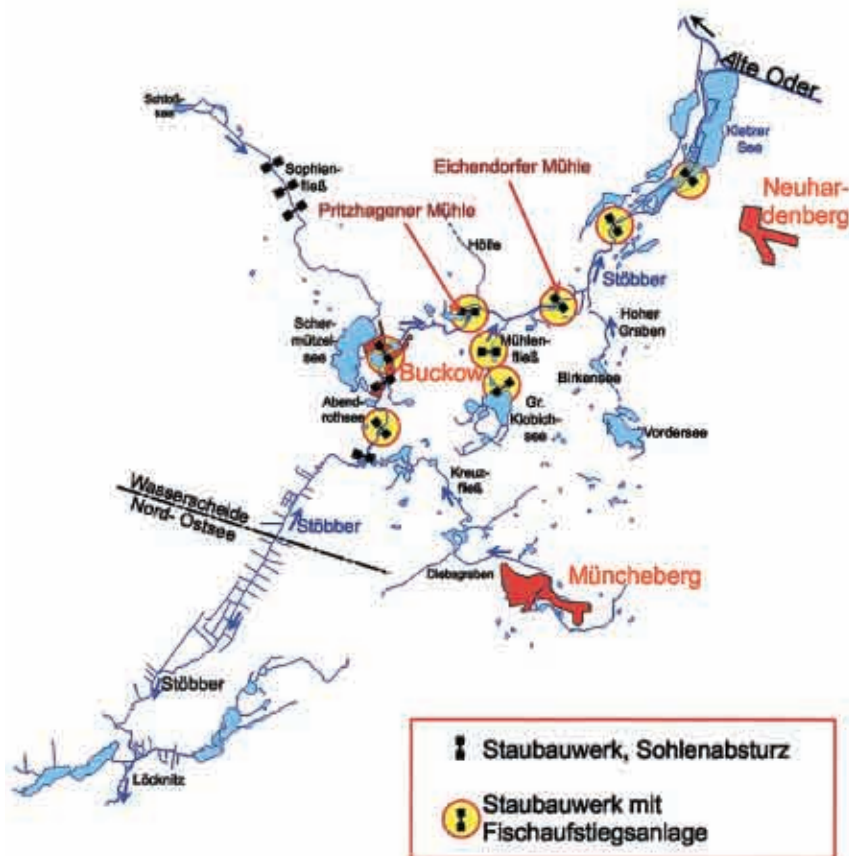 Alte Oder
Schloß-
see
Kietzer
See
Sophien-
fließ
Eichendorfer Mühle
Neuhar-
denberg
Pritzhagener Mühle
Hölle
Stöbber
Scher-
mützel-
see
Hoher
Graben
Mühlen-
fließ
Buckow
Birkensee
Abend-
rothsee
Gr.
Klobich-
see
Vordersee
Kreuz-
fließ
Wasserscheide
Nord- Ostsee
Stöbber
Diebsgraben
Müncheberg
Stöbber
Löcknitz
Staubauwerk, Sohlenabsturz
Staubauwerk mit
Fischaufstiegsanlage